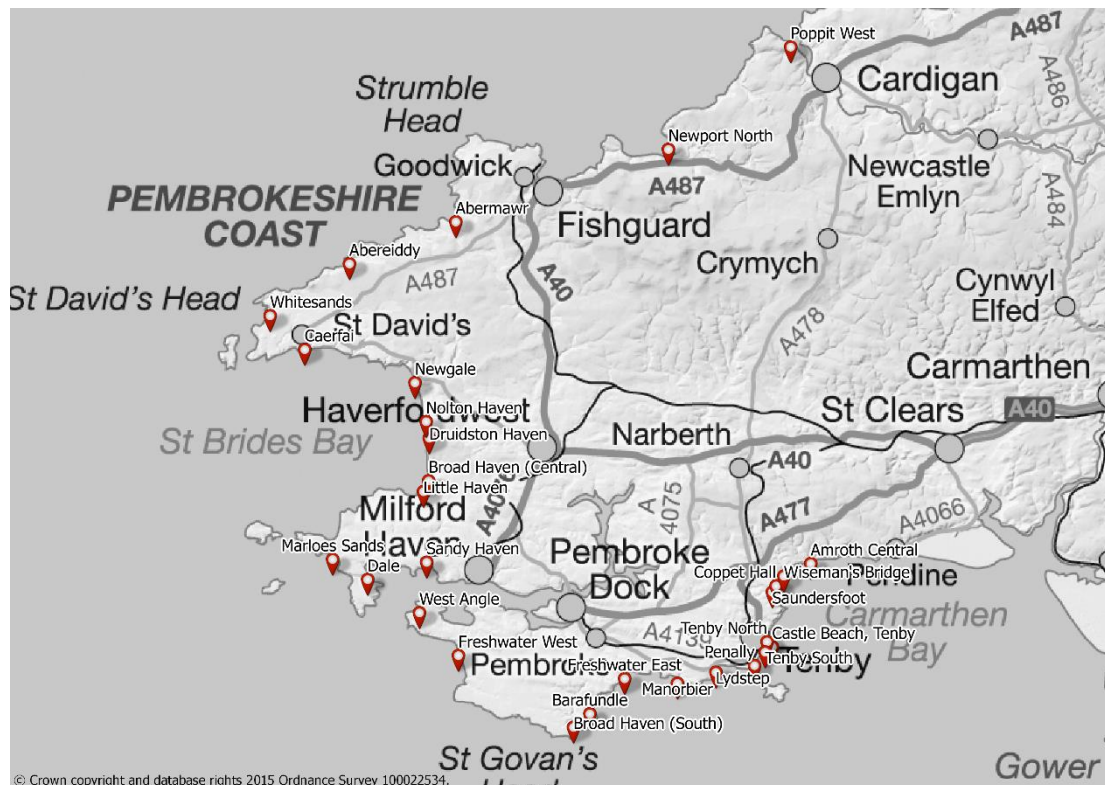 Poppit West
A487
Cardigan
A486
Strumble
Head
Newport North
Goodwick
A487
Newcastle
Emlyn
A484
PEMBROKESHIRE
COAST
Abermawr
Fishguard
Crymych
Abereiddy
A487
A40
Cynwyl
Elfed
St David's Head
Whitesands
St David's
Caerfai
A478
Carmarthen
Newgale
Haverfordwest
Nolton Haven
Druidston Haven
St Brides Bay
St Clears
A40
Narberth
A40
Broad Haven (Central)
Little Haven
A4076
A
4075
A477
A4066
Milford
Haven
Marloes Sands
Dale
Sandy Haven
Pembroke
Dock
Amroth Central
Coppet Hall
Wiseman's Bridge
Pendine
Saundersfoot
West Angle
Carmarthen
Bay
A4139
Tenby North
Castle Beach, Tenby
Freshwater West
Pembroke
Penally
Tenby South
Tenby
Freshwater East
Lydstep
Manorbier
Barafundle
Broad Haven (South)
St Govan's
Head
Gower
© Crown copyright and database rights 2015 Ordnance Survey 100022534.